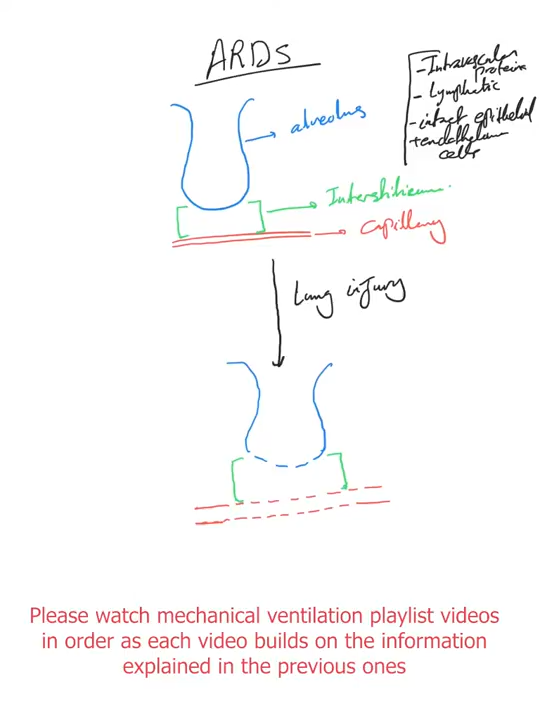 ARDS
- Intravascular
proteins
- Lymphatic
- intact epithelial
+ endothelium
cells
alveolus
Interstitium.
Capillary
Lung injury
Please watch mechanical ventilation playlist videos
in order as each video builds on the information
explained in the previous ones